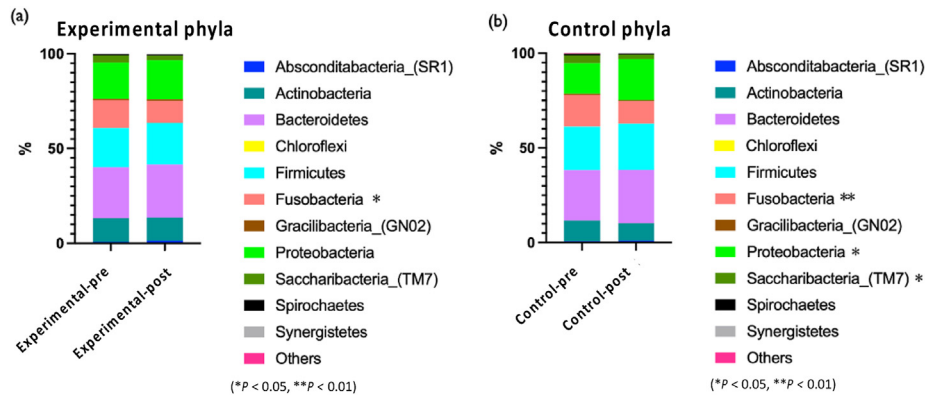 (a)
Experimental phyla
100
50
0
%
Experimental-pre
Experimental-post
Absconditabacteria_(SR1)
Actinobacteria
Bacteroidetes
Chloroflexi
Firmicutes
Fusobacteria *
Gracilibacteria_(GN02)
Proteobacteria
Saccharibacteria_(TM7)
Spirochaetes
Synergistetes
Others
(*P < 0.05, **P < 0.01)
(b)
Control phyla
100
50
0
%
Control-pre
Control-post
Absconditabacteria_(SR1)
Actinobacteria
Bacteroidetes
Chloroflexi
Firmicutes
Fusobacteria **
Gracilibacteria_(GN02)
Proteobacteria *
Saccharibacteria_(TM7) *
Spirochaetes
Synergistetes
Others
(*P < 0.05, **P < 0.01)